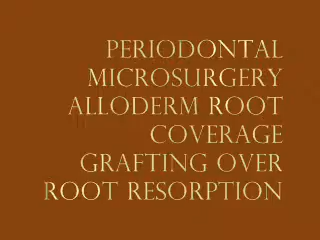 PERIODONTAL
MICROSURGERY
ALLODERM ROOT
COVERAGE
GRAFTING OVER
ROOT RESORPTION